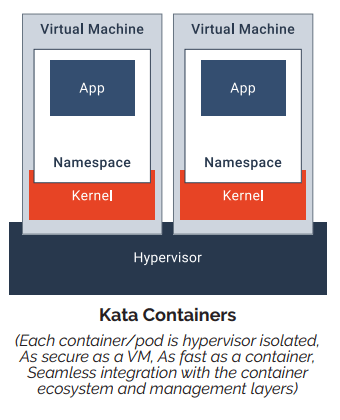 Virtual Machine
Virtual Machine
App
App
Namespace
Namespace
Kernel
Kernel
Hypervisor
Kata Containers
(Each container/pod is hypervisor isolated,
As secure as a VM, As fast as a container,
Seamless integration with the container
ecosystem and management layers)